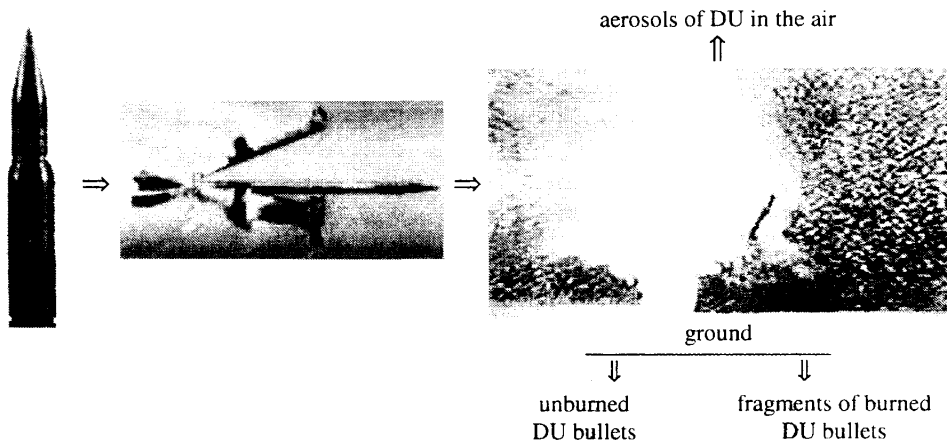 aerosols of DU in the air
⇑
⇒
⇒
ground
⇓ ⇓
unburned
DU bullets
fragments of burned
DU bullets